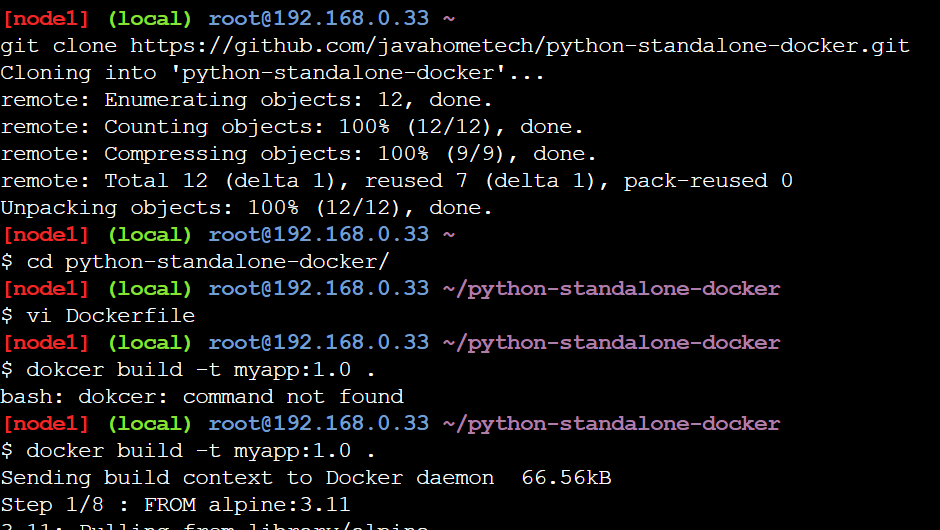 [node1] (local) root@192.168.0.33 ~
git clone https://github.com/javahometech/python-standalone-docker.git
Cloning into 'python-standalone-docker'...
remote: Enumerating objects: 12, done.
remote: Counting objects: 100% (12/12), done.
remote: Compressing objects: 100% (9/9), done.
remote: Total 12 (delta 1), reused 7 (delta 1), pack-reused 0
Unpacking objects: 100% (12/12), done.
[node1] (local) root@192.168.0.33 ~
$ cd python-standalone-docker/
[node1] (local) root@192.168.0.33 ~/python-standalone-docker
$ vi Dockerfile
[node1] (local) root@192.168.0.33 ~/python-standalone-docker
$ dokcer build -t myapp:1.0 .
bash: dokcer: command not found
[node1] (local) root@192.168.0.33 ~/python-standalone-docker
$ docker build -t myapp:1.0 .
Sending build context to Docker daemon  66.56kB
Step 1/8 : FROM alpine:3.11
3.11: Pulling from library/alpine